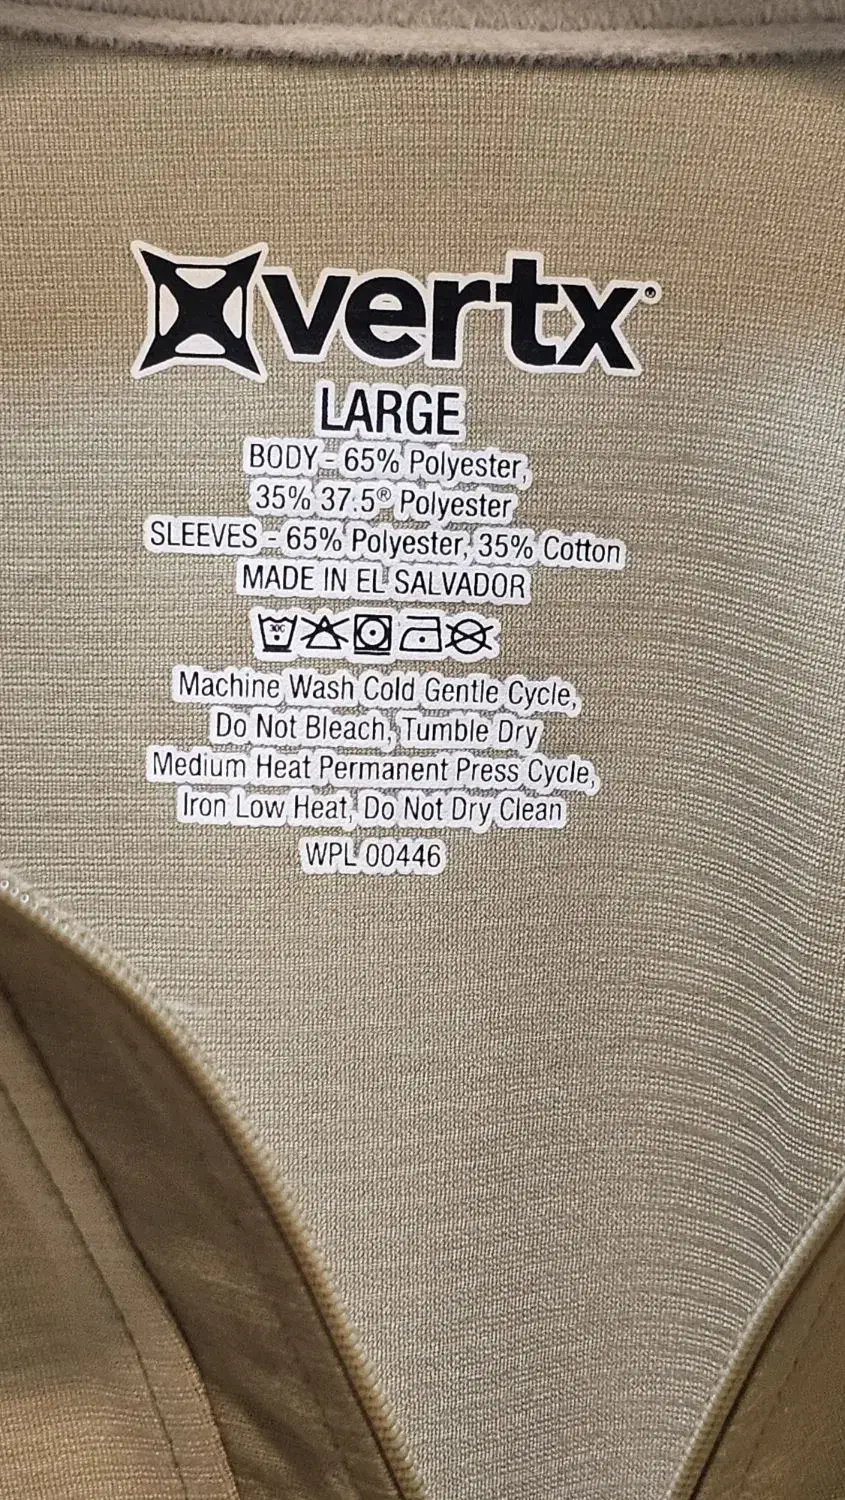 vertx®
LARGE
BODY - 65% Polyester,
35% 37.5® Polyester
SLEEVES - 65% Polyester, 35% Cotton
MADE IN EL SALVADOR
30C
Machine Wash Cold Gentle Cycle,
Do Not Bleach, Tumble Dry
Medium Heat Permanent Press Cycle,
Iron Low Heat, Do Not Dry Clean
WPL 00446